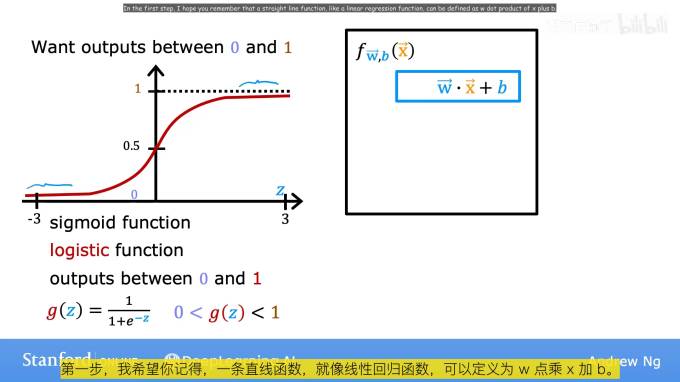 In the first step, I hope you remember that a straight line function, like a linear regression function, can be defined as w dot product of x plus b.
bilibili
Want outputs between 0 and 1
1
0.5
0
z
-3
3
sigmoid function
logistic function
outputs between 0 and 1
g(z) = 1/(1+e^-z) 0 < g(z) < 1
f w⃗,b (x⃗)
w⃗ · x⃗ + b
Andrew Ng
第一步，我希望你记得，一条直线函数，就像线性回归函数，可以定义为 w 点乘 x 加 b。